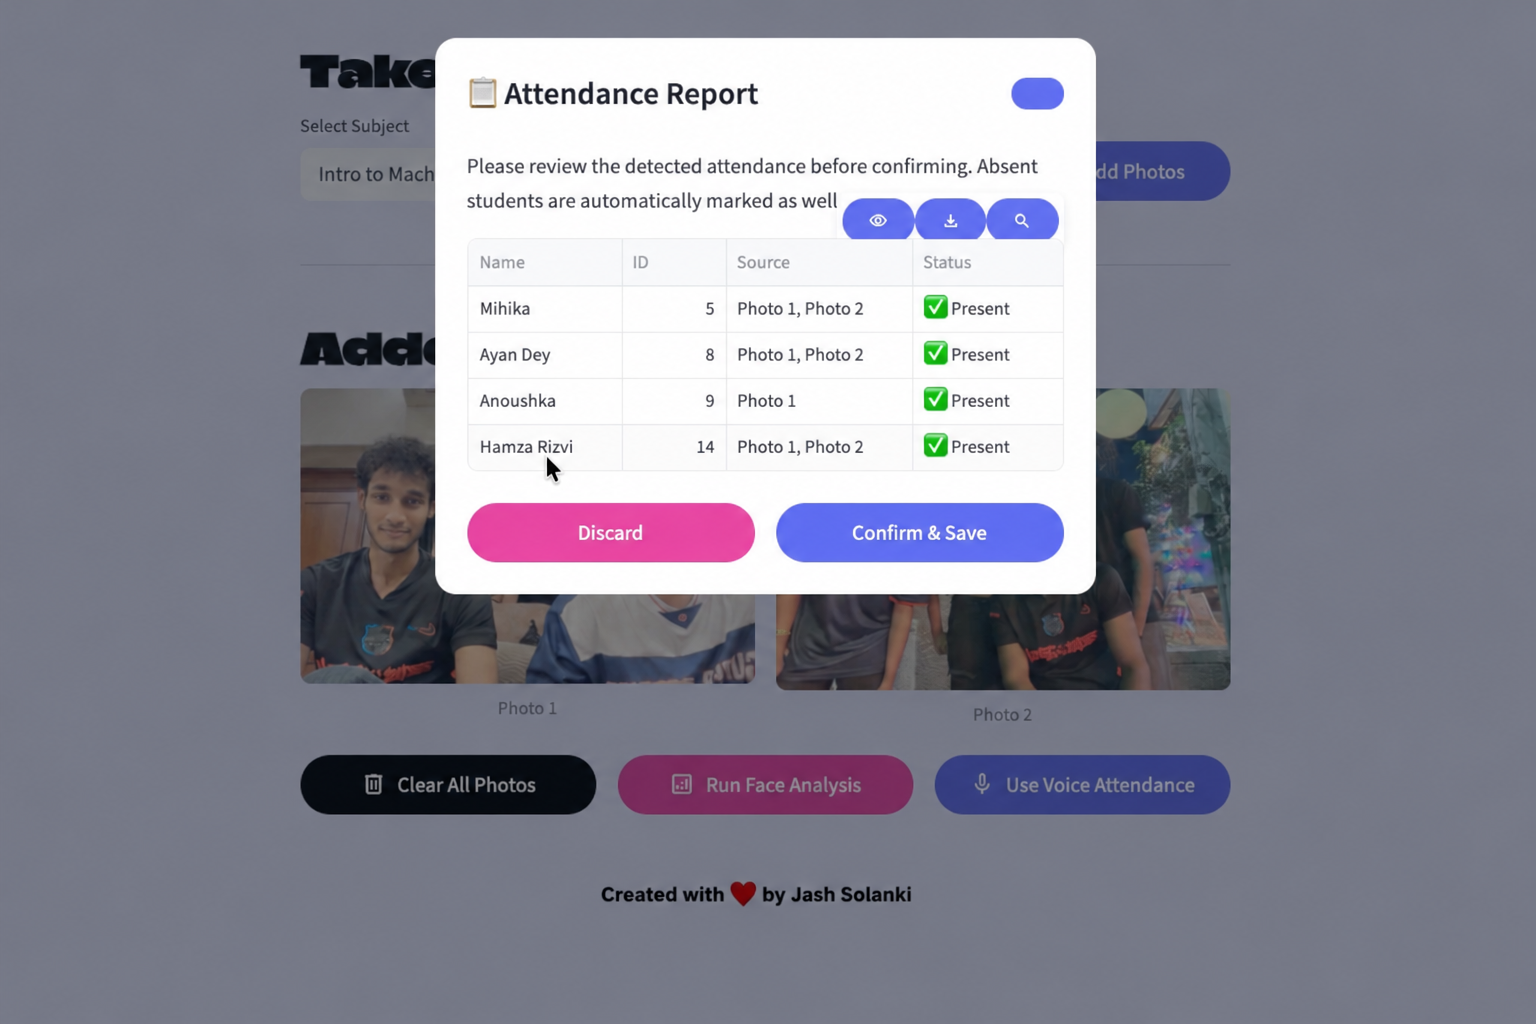 Take
Select Subject
Intro to Mach
dd Photos
📋 Attendance Report
Please review the detected attendance before confirming. Absent
students are automatically marked as well
Name ID Source Status
Mihika 5 Photo 1, Photo 2 ✅ Present
Ayan Dey 8 Photo 1, Photo 2 ✅ Present
Anoushka 9 Photo 1 ✅ Present
Hamza Rizvi 14 Photo 1, Photo 2 ✅ Present
Discard Confirm & Save
Adde
Photo 1
Photo 2
Clear All Photos Run Face Analysis Use Voice Attendance
Created with ❤️ by Jash Solanki